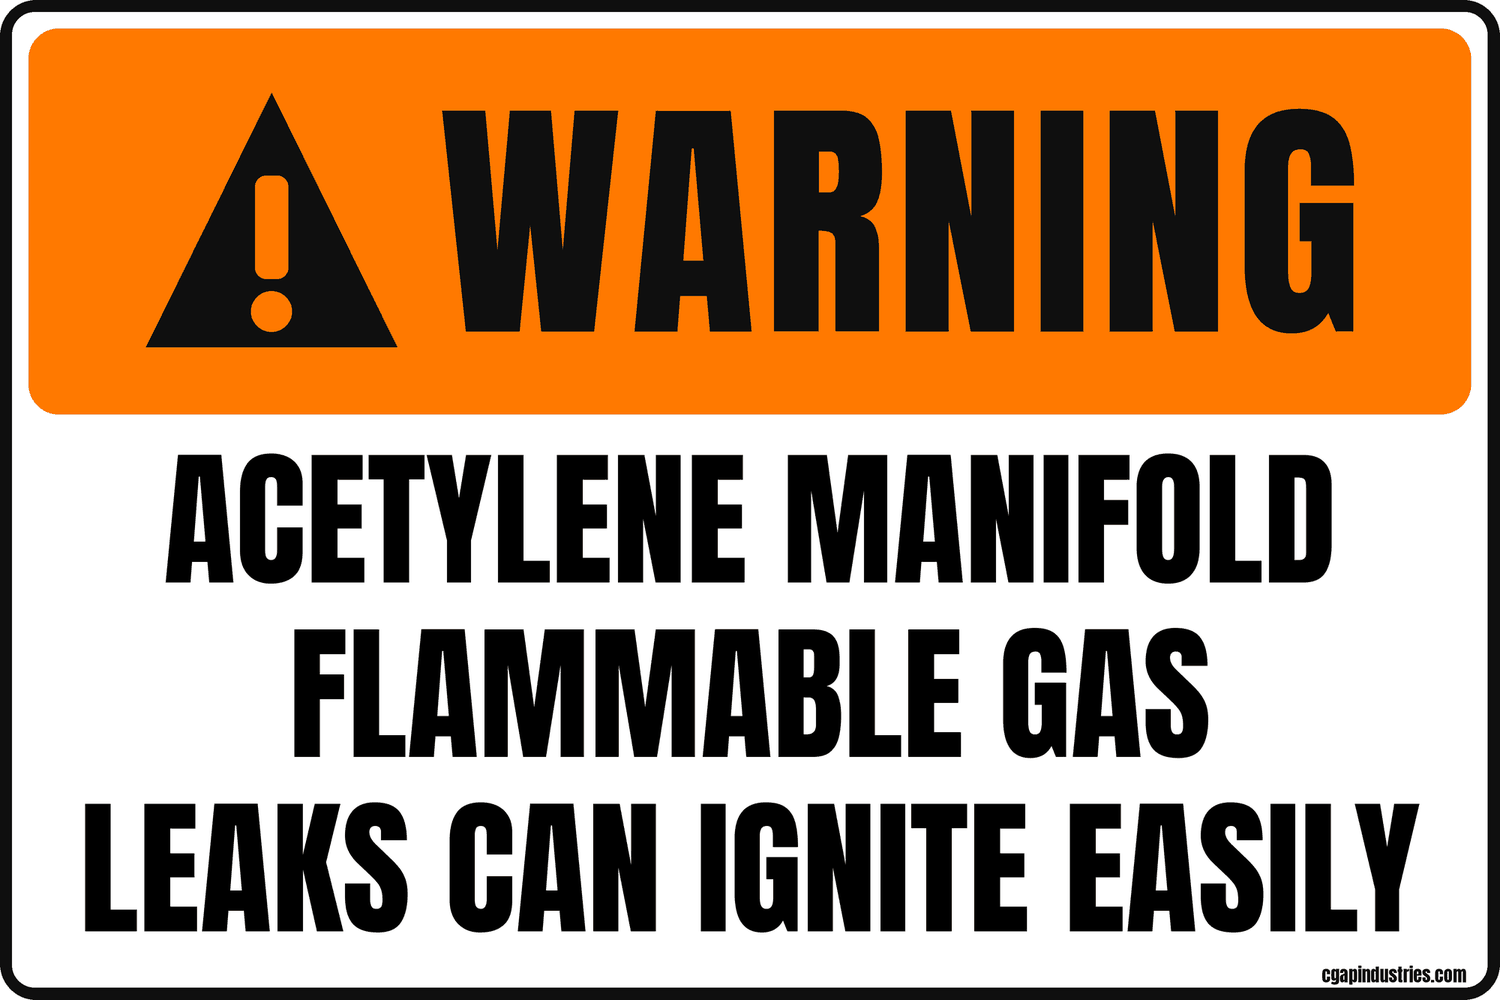 WARNING
ACETYLENE MANIFOLD
FLAMMABLE GAS
LEAKS CAN IGNITE EASILY
cgapindustries.com